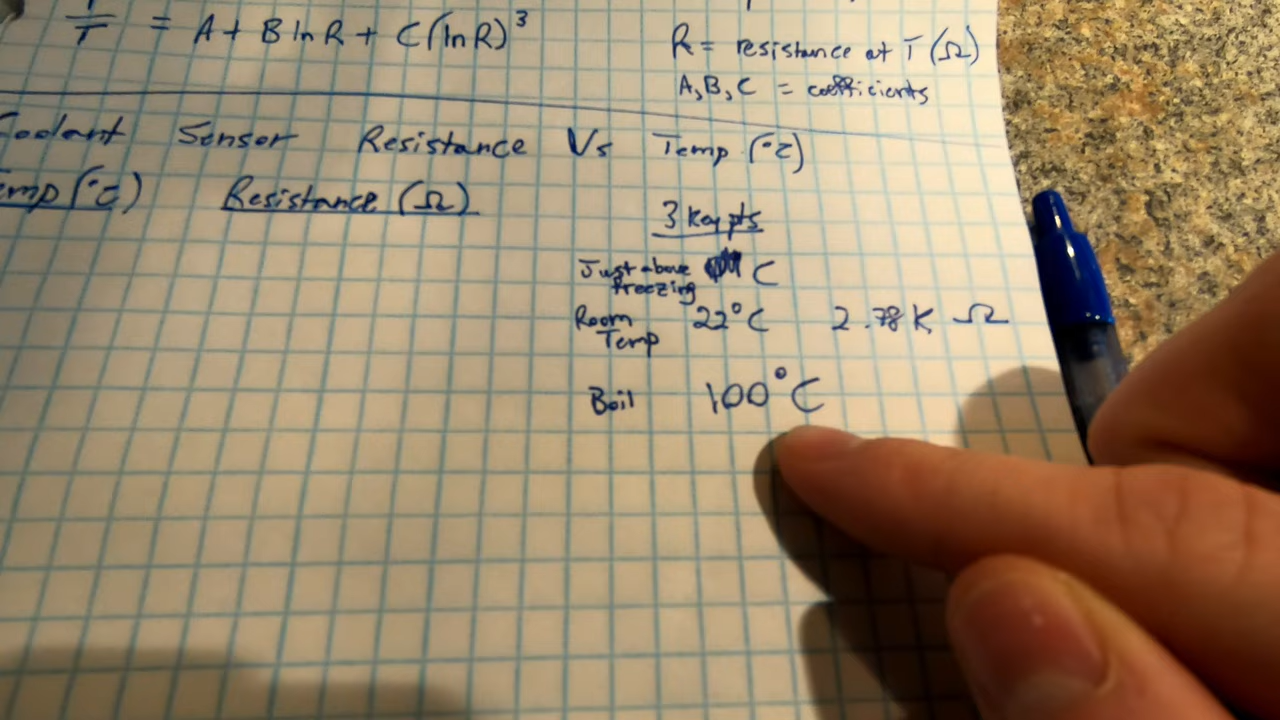 1/T = A + B ln R + C (ln R)³
R = resistance at T (Ω)
A, B, C = coefficients
Coolant Sensor Resistance Vs Temp (°C)
Temp (°C) Resistance (Ω)
3 Key pts
Just above freezing C
Room Temp 22°C 2.78K Ω
Boil 100°C